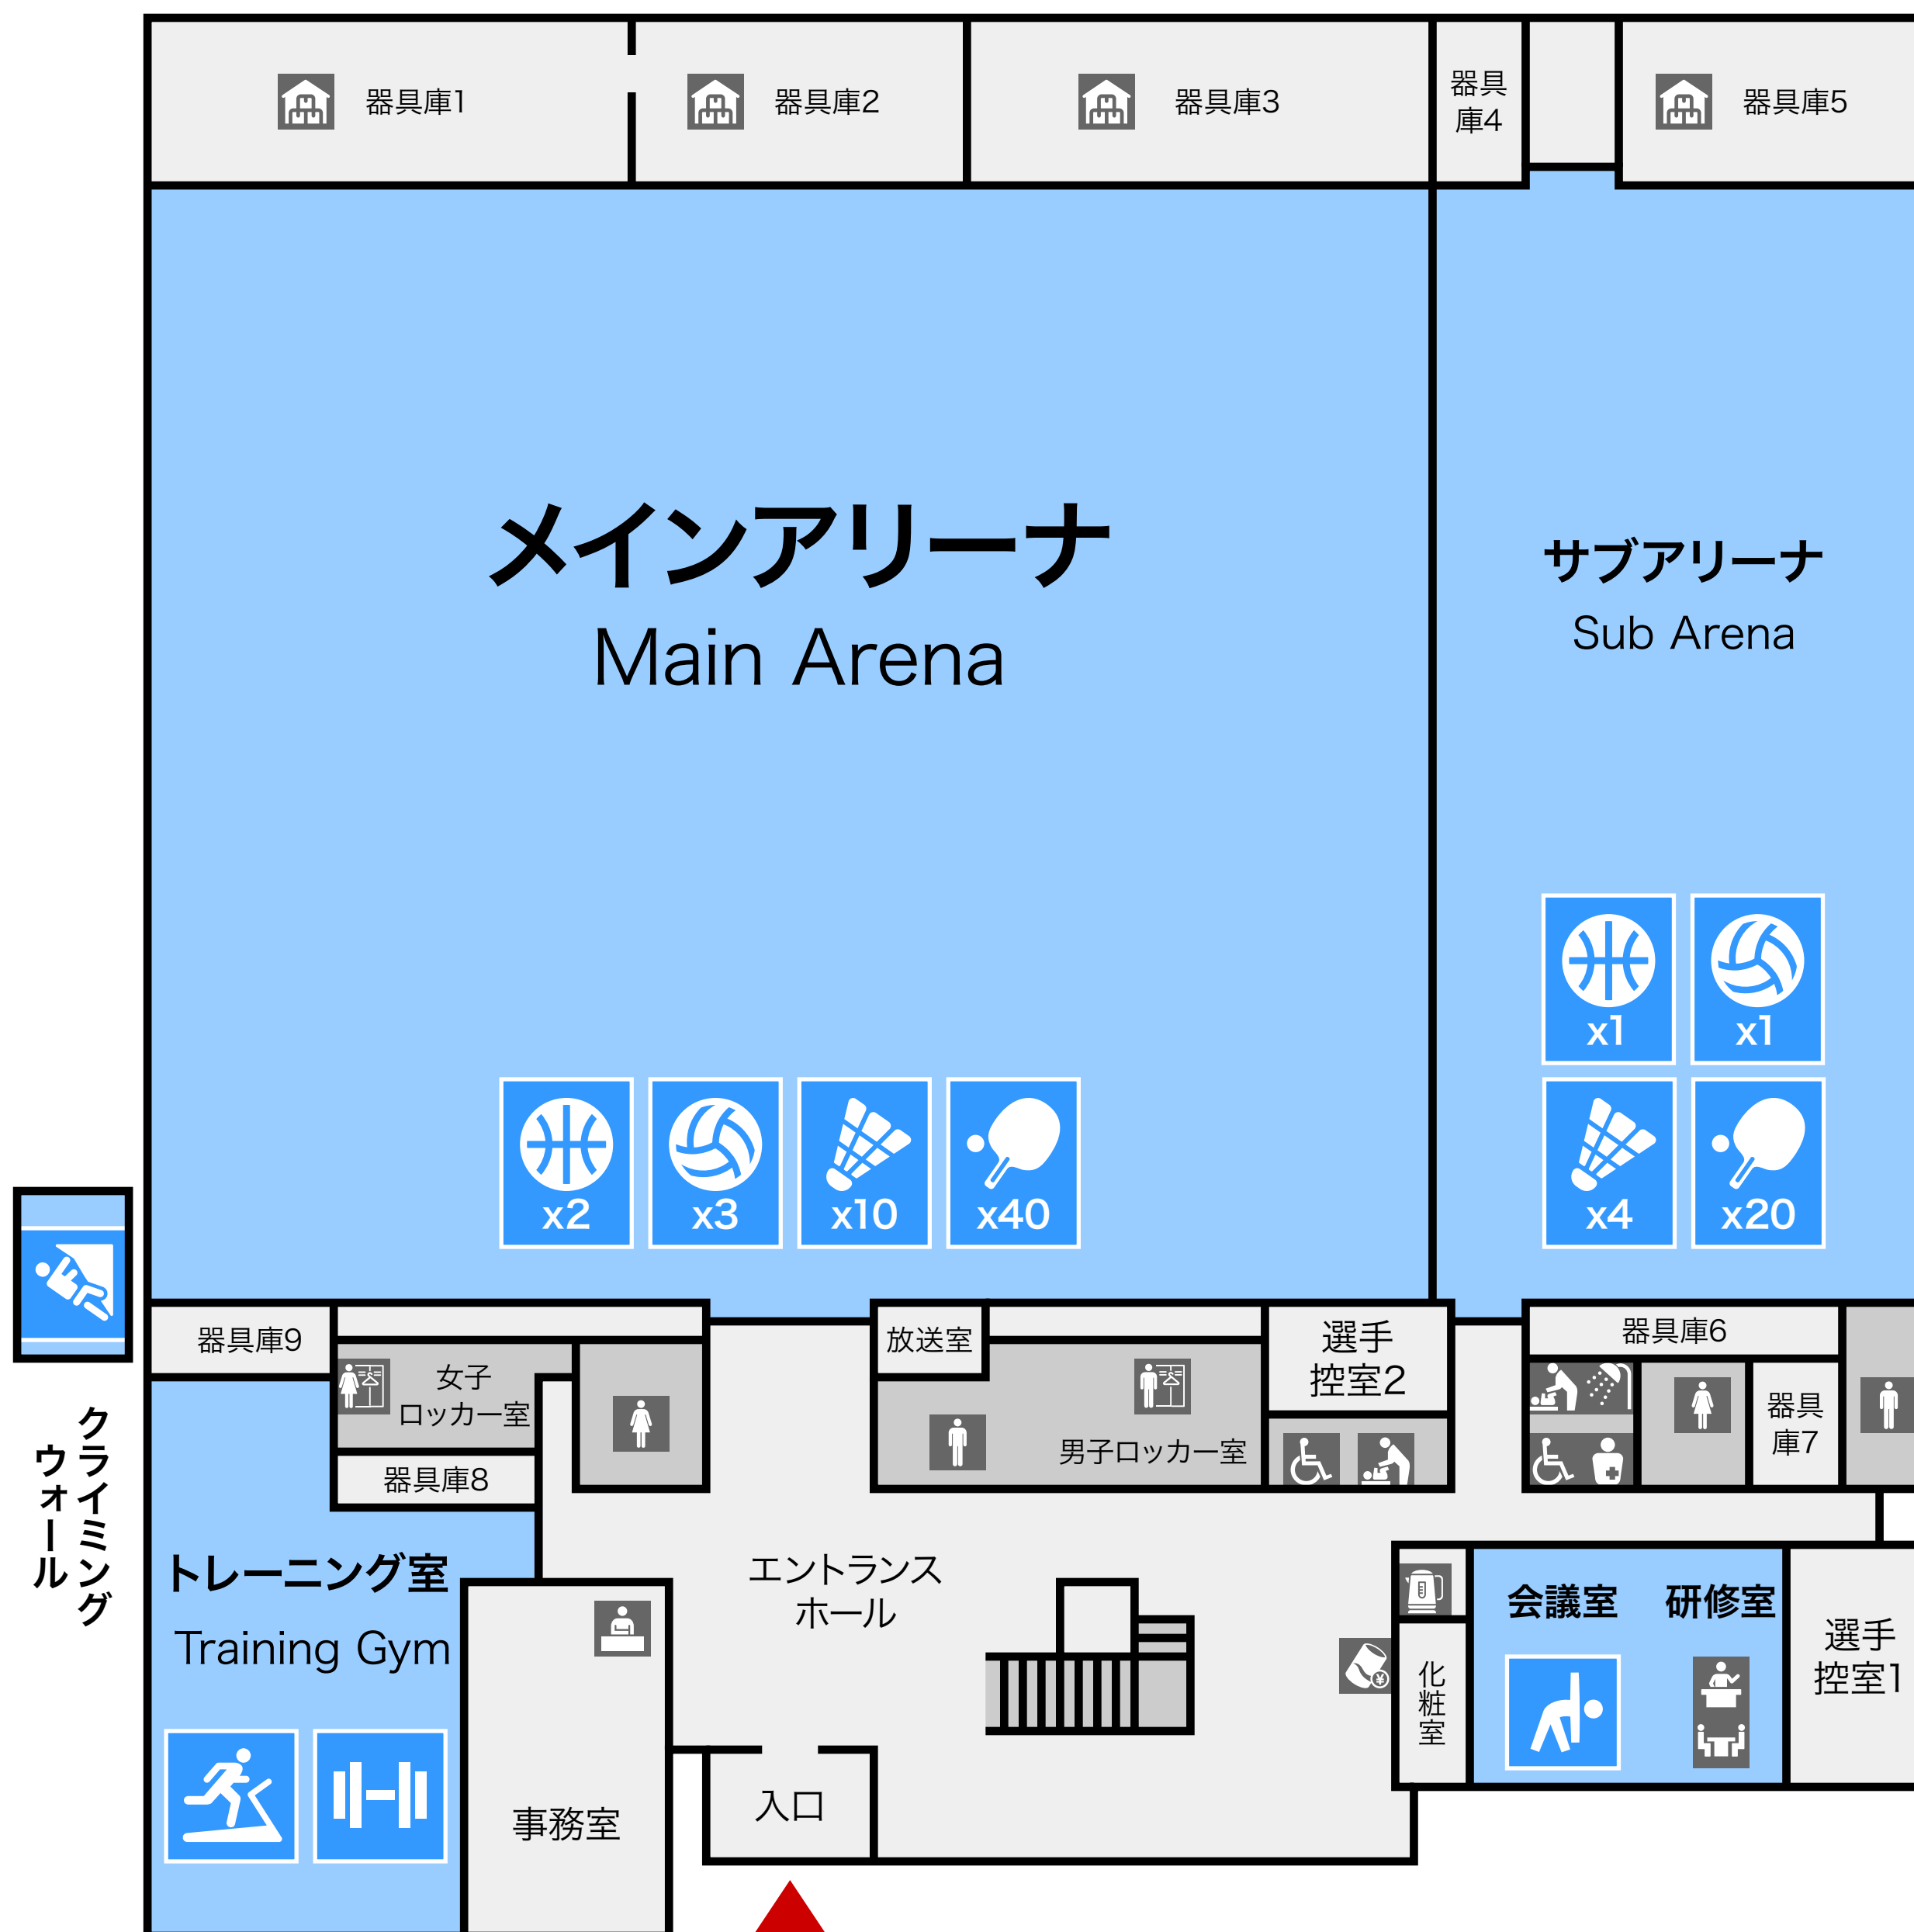 器具庫1
器具庫2
器具庫3
器具
庫4
器具庫5
メインアリーナ
Main Arena
サブアリーナ
Sub Arena
x1
x1
x2
x3
x10
x40
x4
x20
クライミング
ウォール
器具庫9
女子
ロッカー室
器具庫8
放送室
男子ロッカー室
選手
控室2
器具庫6
器具
庫7
トレーニング室
Training Gym
エントランス
ホール
会議室
研修室
選手
控室1
化粧室
¥
事務室
入口